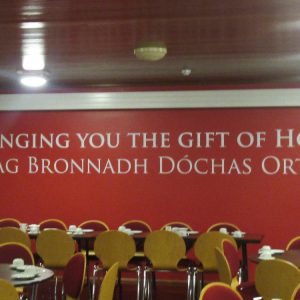 NGING YOU THE GIFT OF HO
AG BRONNADH DÓCHAS ORT